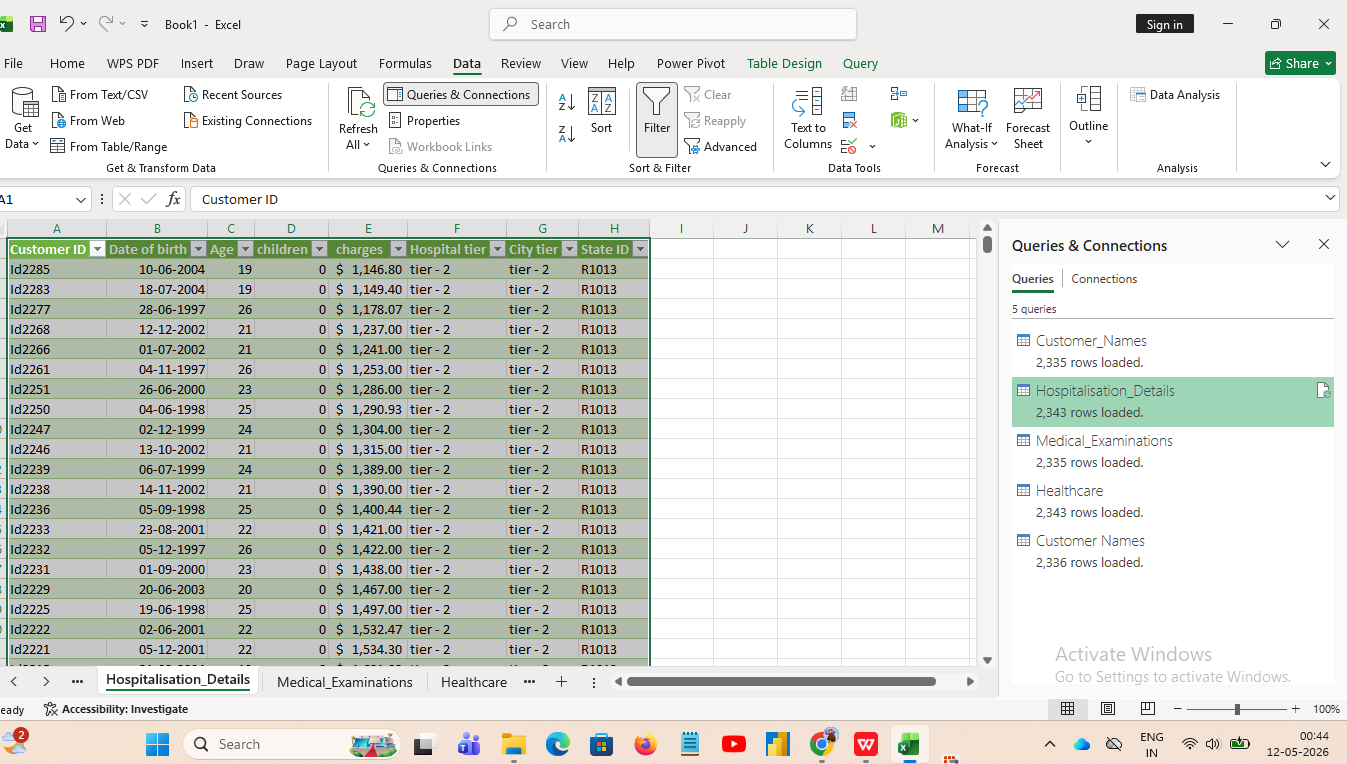 Book1 - Excel
Search
Sign in
File Home WPS PDF Insert Draw Page Layout Formulas Data Review View Help Power Pivot Table Design Query
Share
Get Data
From Text/CSV
From Web
From Table/Range
Recent Sources
Existing Connections
Get & Transform Data
Refresh All
Queries & Connections
Properties
Workbook Links
Queries & Connections
Sort
Filter
Clear
Reapply
Advanced
Sort & Filter
Text to Columns
Data Tools
What-If Analysis
Forecast Sheet
Forecast
Outline
Data Analysis
Analysis
A1
fx
Customer ID
A B C D E F G H I J K L M
Customer ID Date of birth Age children charges Hospital tier City tier State ID
Id2285 10-06-2004 19 0 $ 1,146.80 tier - 2 tier - 2 R1013
Id2283 18-07-2004 19 0 $ 1,149.40 tier - 2 tier - 2 R1013
Id2277 28-06-1997 26 0 $ 1,178.07 tier - 2 tier - 2 R1013
Id2268 12-12-2002 21 0 $ 1,237.00 tier - 2 tier - 2 R1013
Id2266 01-07-2002 21 0 $ 1,241.00 tier - 2 tier - 2 R1013
Id2261 04-11-1997 26 0 $ 1,253.00 tier - 2 tier - 2 R1013
Id2251 26-06-2000 23 0 $ 1,286.00 tier - 2 tier - 2 R1013
Id2250 04-06-1998 25 0 $ 1,290.93 tier - 2 tier - 2 R1013
Id2247 02-12-1999 24 0 $ 1,304.00 tier - 2 tier - 2 R1013
Id2246 13-10-2002 21 0 $ 1,315.00 tier - 2 tier - 2 R1013
Id2239 06-07-1999 24 0 $ 1,389.00 tier - 2 tier - 2 R1013
Id2238 14-11-2002 21 0 $ 1,390.00 tier - 2 tier - 2 R1013
Id2236 05-09-1998 25 0 $ 1,400.44 tier - 2 tier - 2 R1013
Id2233 23-08-2001 22 0 $ 1,421.00 tier - 2 tier - 2 R1013
Id2232 05-12-1997 26 0 $ 1,422.00 tier - 2 tier - 2 R1013
Id2231 01-09-2000 23 0 $ 1,438.00 tier - 2 tier - 2 R1013
Id2229 20-06-2003 20 0 $ 1,467.00 tier - 2 tier - 2 R1013
Id2225 19-06-1998 25 0 $ 1,497.00 tier - 2 tier - 2 R1013
Id2222 02-06-2001 22 0 $ 1,532.47 tier - 2 tier - 2 R1013
Id2221 05-12-2001 22 0 $ 1,534.30 tier - 2 tier - 2 R1013
Queries & Connections
Queries Connections
5 queries
Customer_Names
2,335 rows loaded.
Hospitalisation_Details
2,343 rows loaded.
Medical_Examinations
2,335 rows loaded.
Healthcare
2,343 rows loaded.
Customer Names
2,336 rows loaded.
Activate Windows
Go to Settings to activate Windows.
Hospitalisation_Details Medical_Examinations Healthcare
eady
Accessibility: Investigate
100%
2
Search
ENG
IN
00:44
12-05-2026